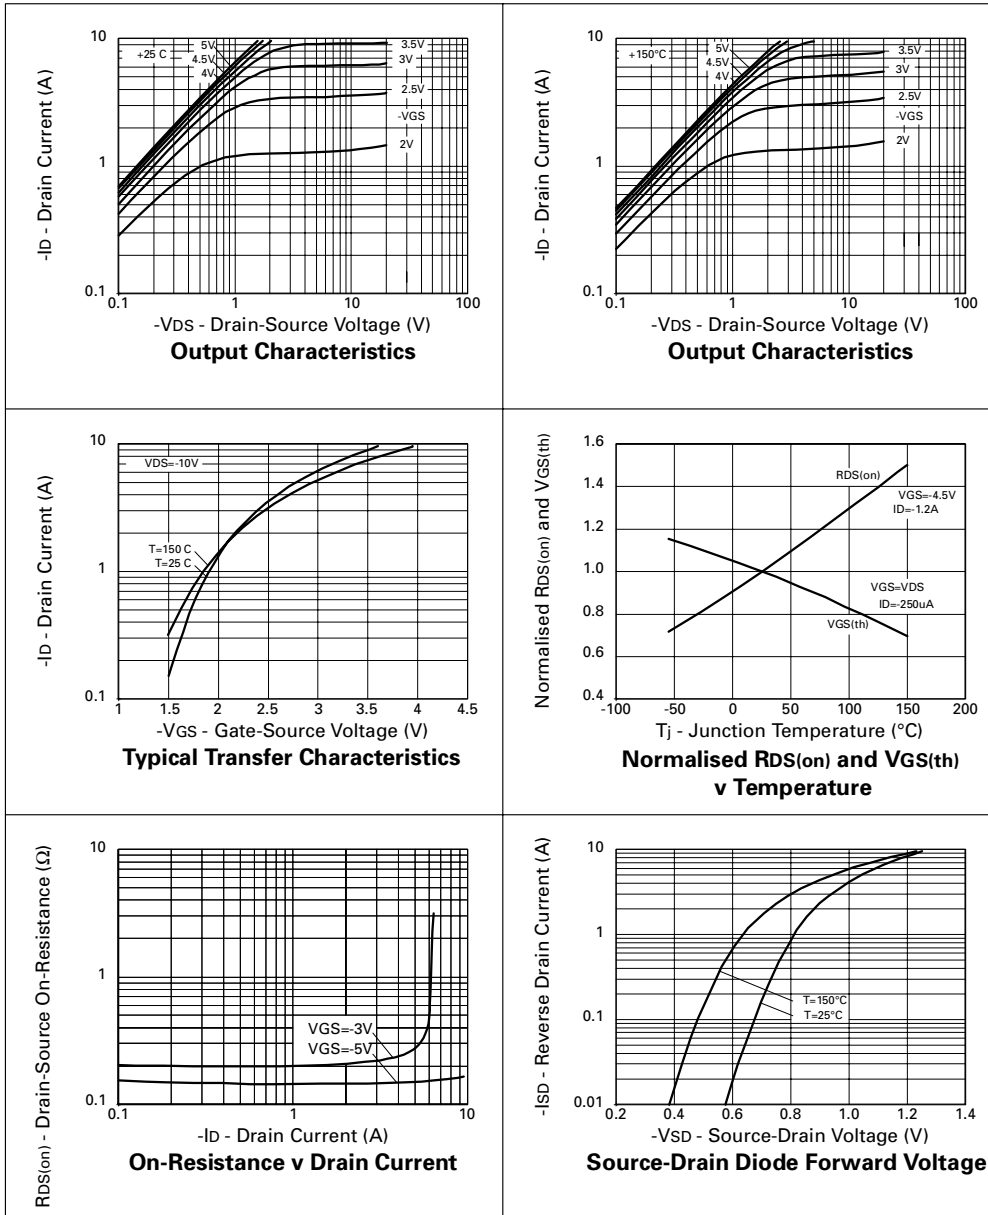 10
+25 C
5V
4.5V
4V
3.5V
3V
2.5V
-VGS
2V
1
0.1
0.1
1
10
100
-ID - Drain Current (A)
-VDS - Drain-Source Voltage (V)
Output Characteristics
10
+150°C
5V
4.5V
4V
3.5V
3V
2.5V
-VGS
2V
1
0.1
0.1
1
10
100
-ID - Drain Current (A)
-VDS - Drain-Source Voltage (V)
Output Characteristics
10
VDS=-10V
T=150 C
T=25 C
1
0.1
1
1.5
2
2.5
3
3.5
4
4.5
-ID - Drain Current (A)
-VGS - Gate-Source Voltage (V)
Typical Transfer Characteristics
1.6
1.4
1.2
1.0
0.8
0.6
0.4
RDS(on)
VGS=-4.5V
ID=-1.2A
VGS=VDS
ID=-250uA
VGS(th)
-100
-50
0
50
100
150
200
Normalised RDS(on) and VGS(th)
Tj - Junction Temperature (°C)
Normalised RDS(on) and VGS(th)
v Temperature
10
1
0.1
VGS=-3V
VGS=-5V
0.1
1
10
RDS(on) - Drain-Source On-Resistance (Ω)
-ID - Drain Current (A)
On-Resistance v Drain Current
10
1
0.1
0.01
T=150°C
T=25°C
0.2
0.4
0.6
0.8
1.0
1.2
1.4
-ISD - Reverse Drain Current (A)
-VSD - Source-Drain Voltage (V)
Source-Drain Diode Forward Voltage